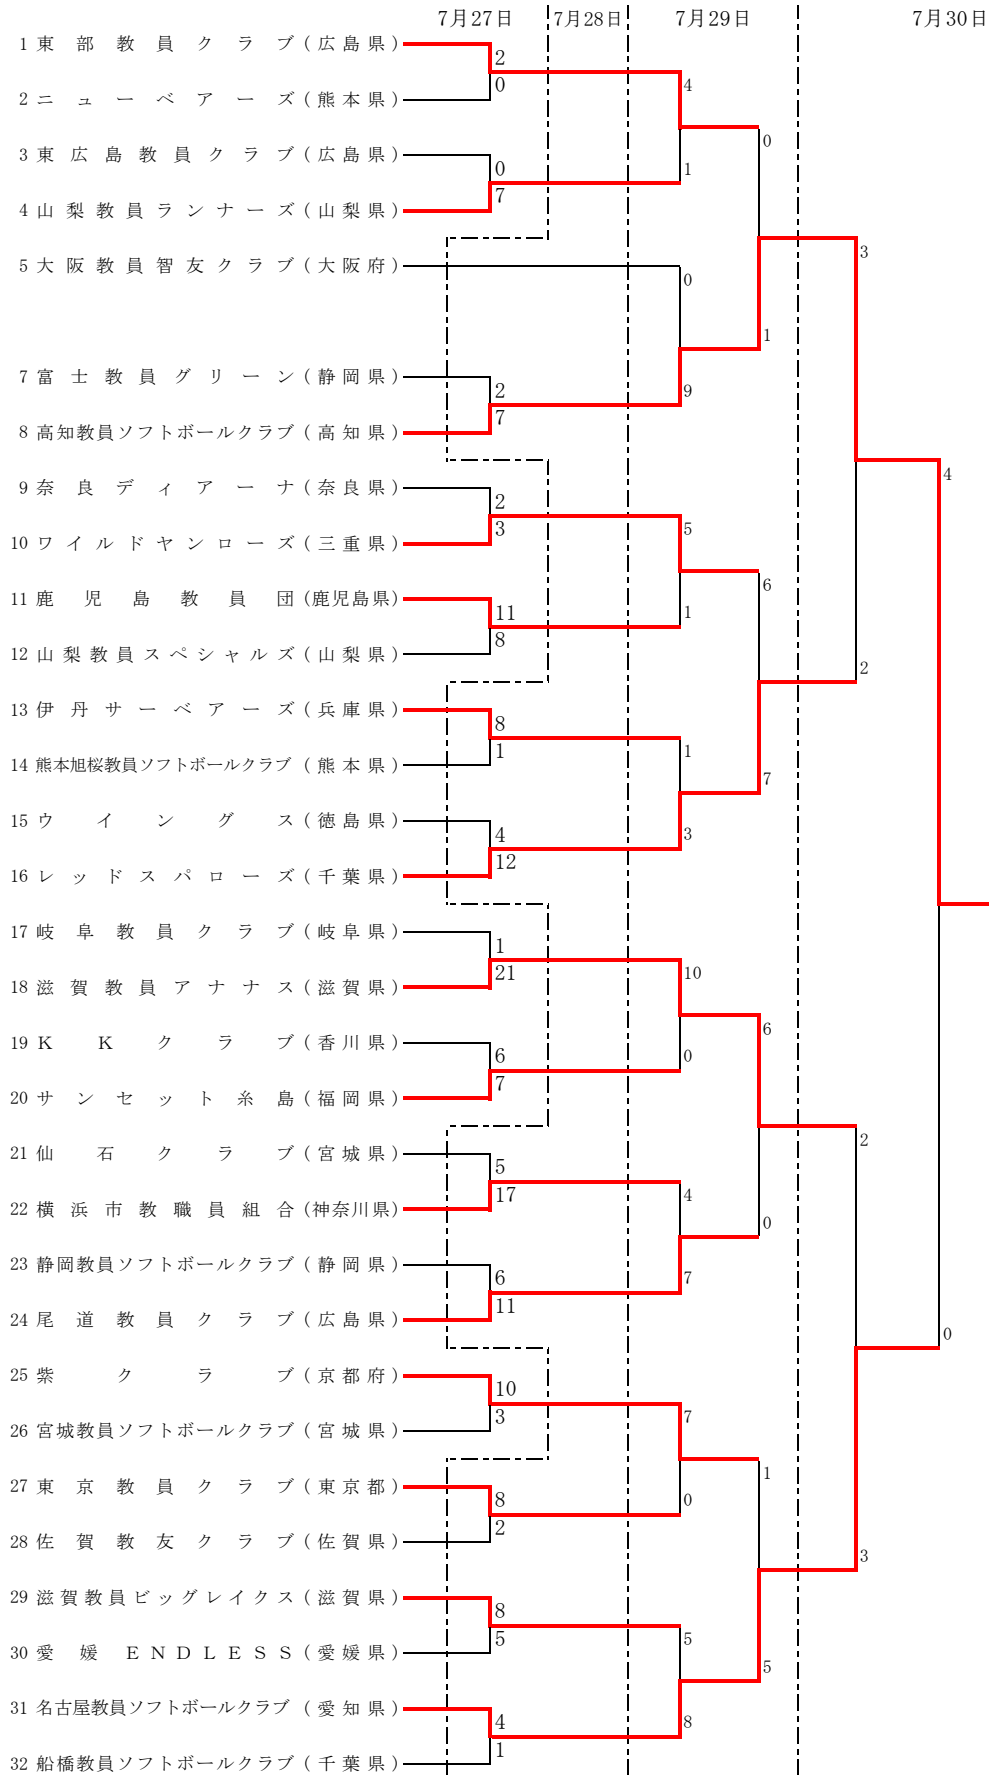 7月27日 7月28日 7月29日 7月30日
1 東部教員クラブ(広島県)
2
0
2 ニューベアーズ(熊本県)
4
0
3 東広島教員クラブ(広島県)
0
1
7
4 山梨教員ランナーズ(山梨県)
3
5 大阪教員智友クラブ(大阪府)
0
1
7 富士教員グリーン(静岡県)
2
9
7
8 高知教員ソフトボールクラブ(高知県)
4
9 奈良ディアーナ(奈良県)
2
3
5
10 ワイルドヤンローズ(三重県)
6
11 鹿児島教員団(鹿児島県)
11
1
8
12 山梨教員スペシャルズ(山梨県)
2
13 伊丹サーベアーズ(兵庫県)
8
1
1
14 熊本旭桜教員ソフトボールクラブ(熊本県)
7
15 ウイングス(徳島県)
4
3
12
16 レッドスパローズ(千葉県)
17 岐阜教員クラブ(岐阜県)
1
21
10
18 滋賀教員アナナス(滋賀県)
6
19 KKクラブ(香川県)
6
0
7
20 サンセット糸島(福岡県)
2
21 仙石クラブ(宮城県)
5
17
4
22 横浜市教職員組合(神奈川県)
0
23 静岡教員ソフトボールクラブ(静岡県)
6
7
11
24 尾道教員クラブ(広島県)
0
25 紫クラブ(京都府)
10
3
7
26 宮城教員ソフトボールクラブ(宮城県)
1
27 東京教員クラブ(東京都)
8
0
2
28 佐賀教友クラブ(佐賀県)
3
29 滋賀教員ビッグレイクス(滋賀県)
8
5
5
30 愛媛ENDLESS(愛媛県)
5
31 名古屋教員ソフトボールクラブ(愛知県)
4
8
1
32 船橋教員ソフトボールクラブ(千葉県)